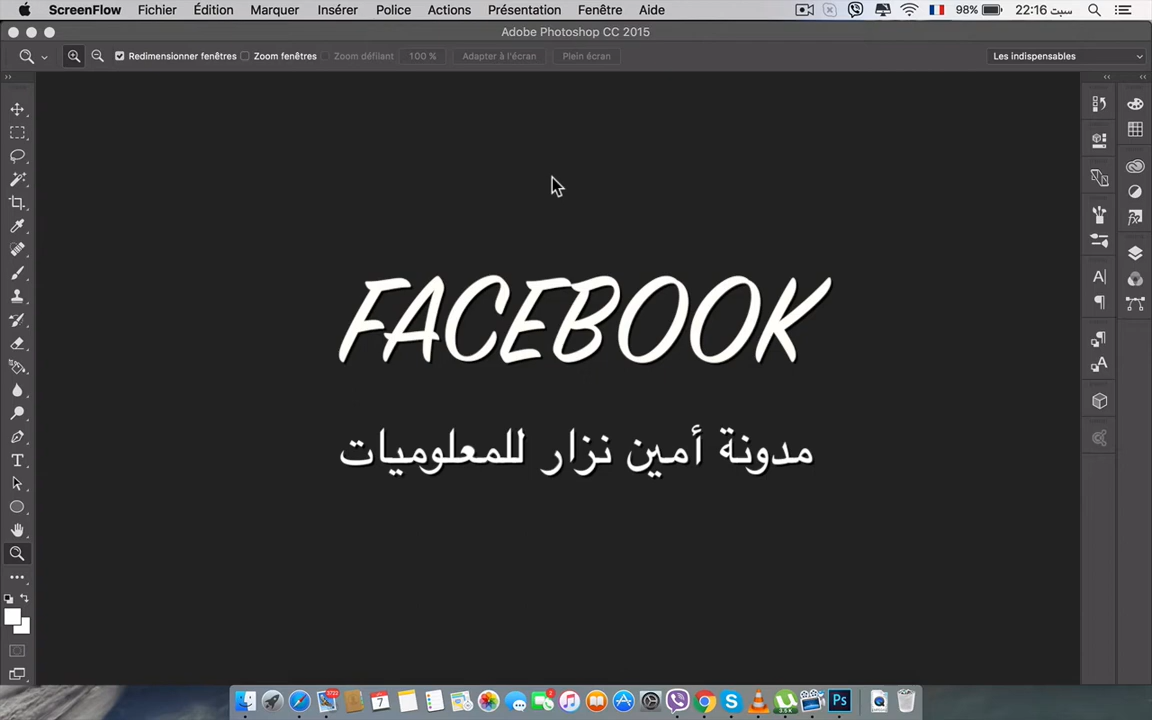 ScreenFlow Fichier Édition Marquer Insérer Police Actions Présentation Fenêtre Aide 98% سبت 22:16
Adobe Photoshop CC 2015
Redimensionner fenêtres Zoom fenêtres Zoom défilant 100 % Adapter à l'écran Plein écran Les indispensables
FACEBOOK
مدونة أمين نزار للمعلوميات